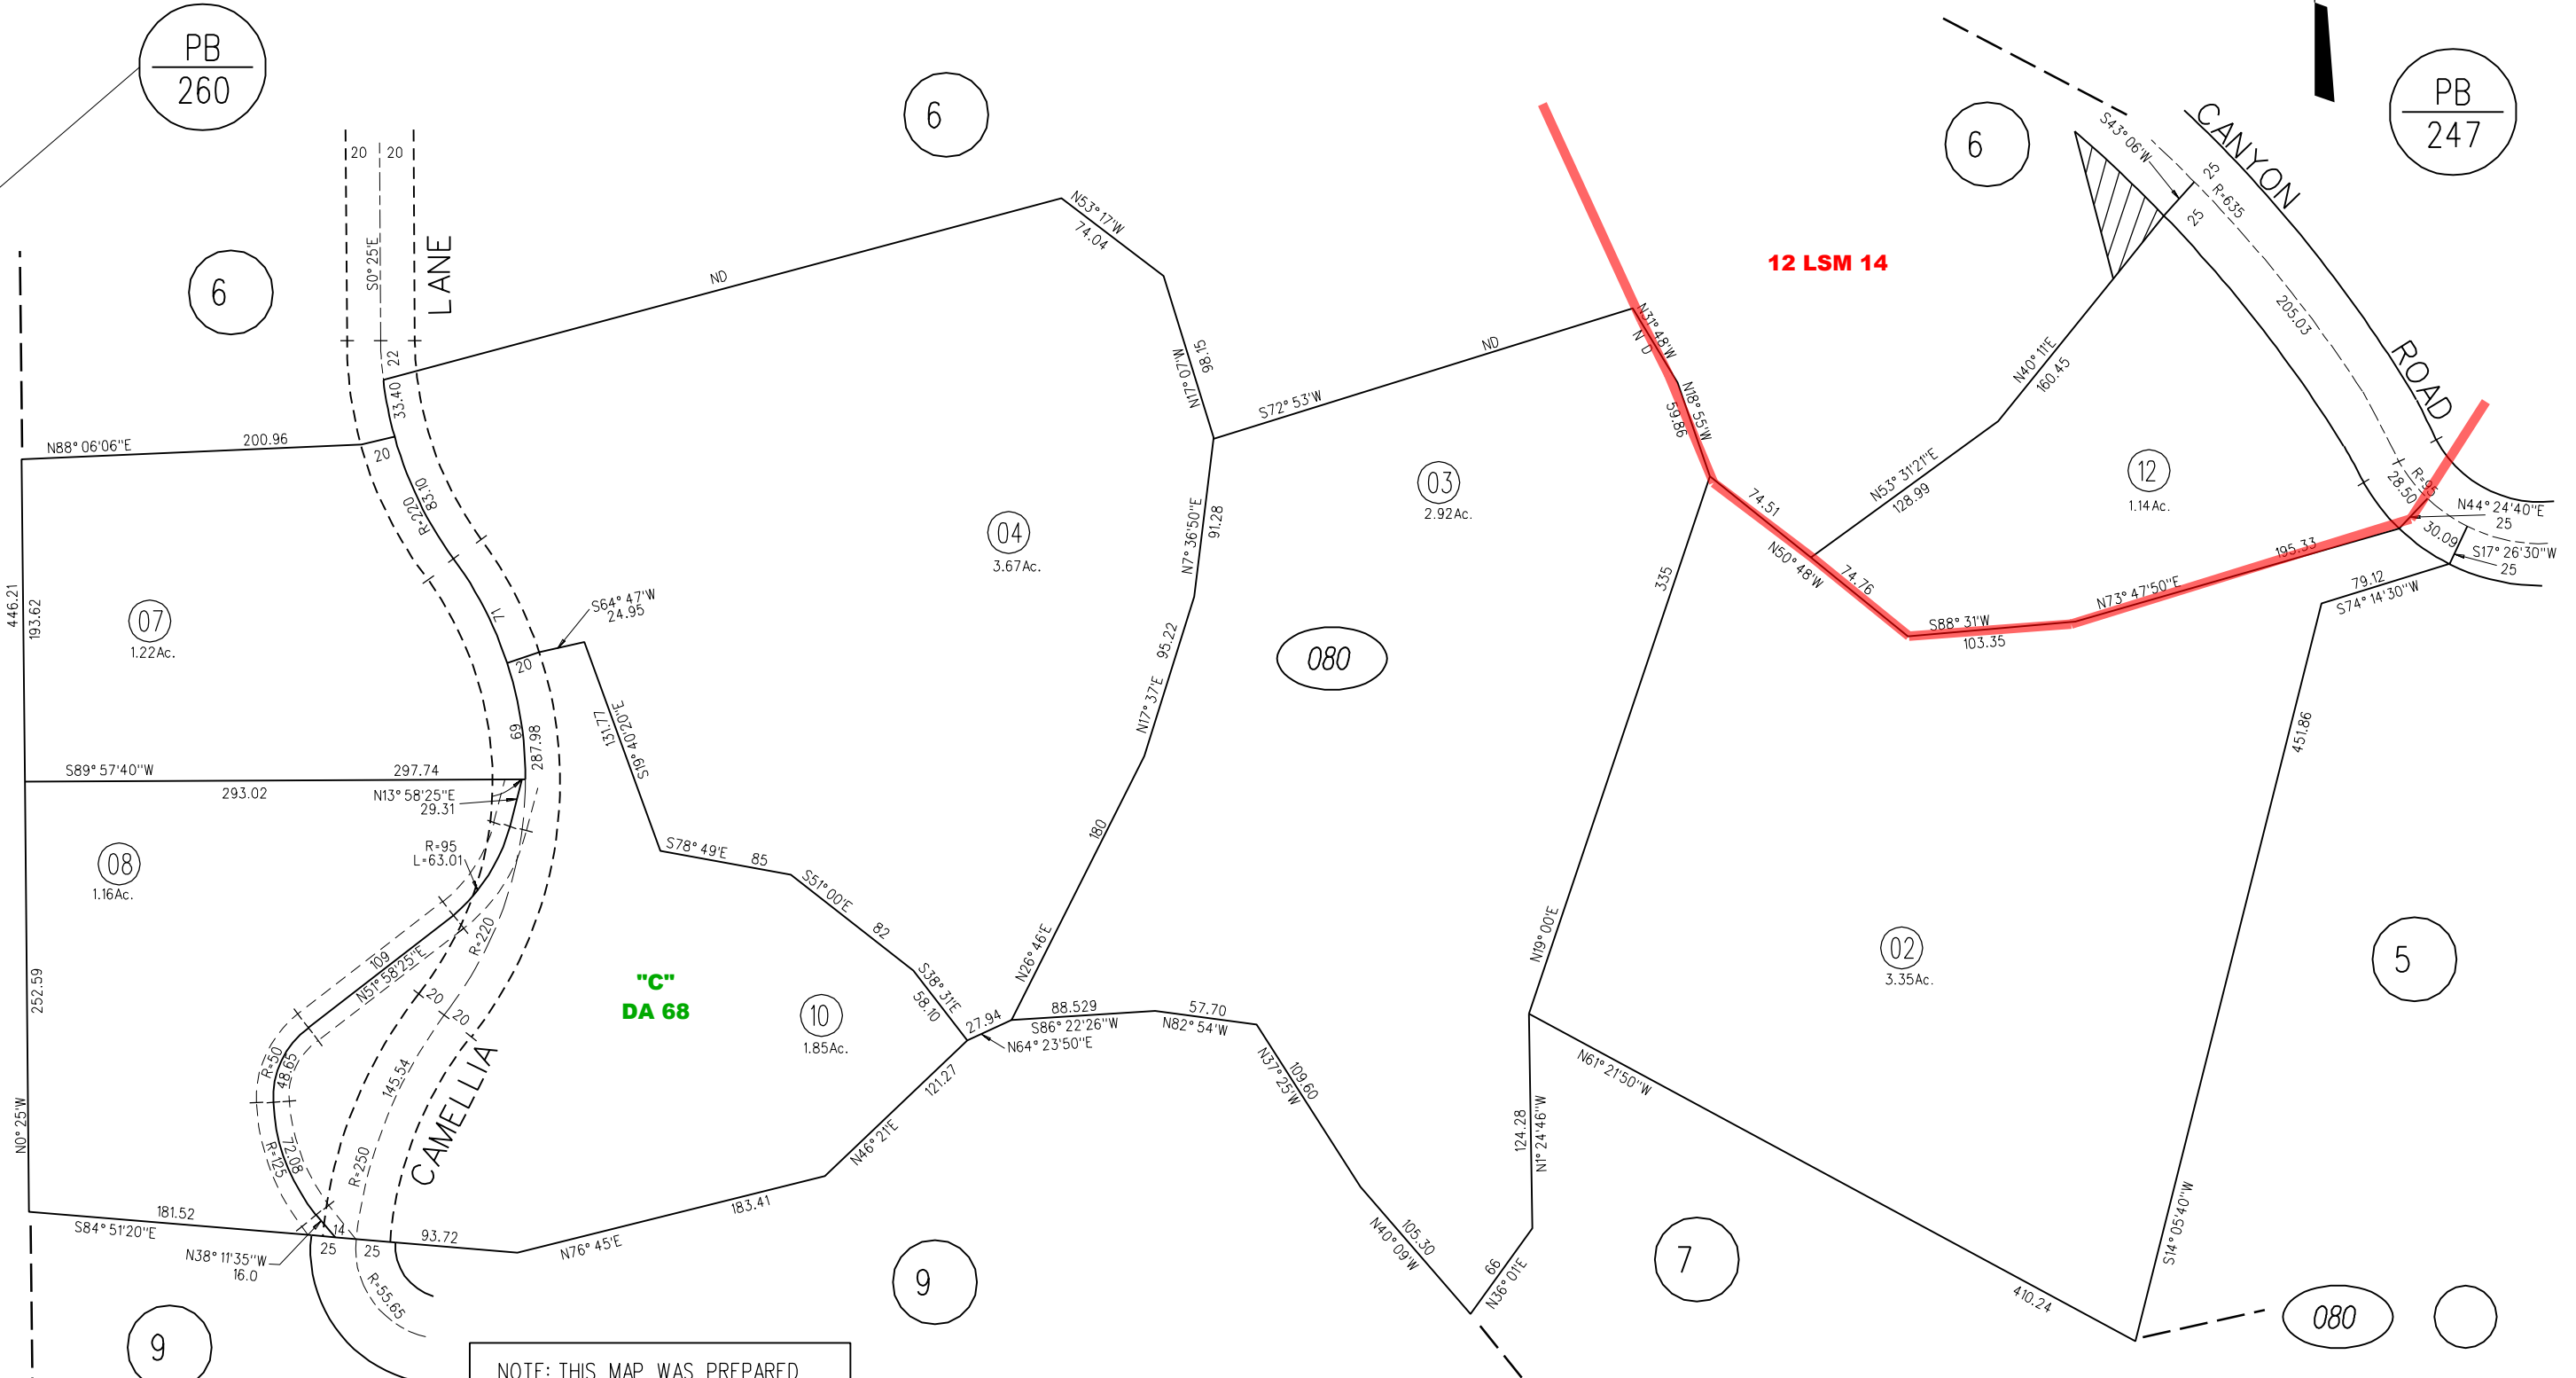 PB
260
6
6
6
PB
247
20
20
S0° 25'E
LANE
22
33.40
N88° 06'06"E
200.96
20
R=220
83.10
ND
N53° 17'W
74.04
N17° 07'W
98.15
S72° 53'W
ND
N31° 48'W
N D
N18° 55'W
59.86
12 LSM 14
S43° 06'W
25
R=635
25
CANYON
ROAD
205.03
N40° 11'E
160.45
N53° 31'21"E
128.99
12
1.14Ac.
R=95
28.50
N44° 24'40"E
25
30.09
S17° 26'30"W
25
79.12
S74° 14'30"W
195.33
N73° 47'50"E
S88° 31'W
103.35
74.51
N50° 48'W
74.76
03
2.92Ac.
04
3.67Ac.
N7° 36'50"E
91.28
N17° 37'E
95.22
080
335
N19° 00'E
446.21
193.62
07
1.22Ac.
71
S64° 47'W
24.95
20
69
287.98
131.77
S19° 40'20"E
S89° 57'40"W
297.74
293.02
N13° 58'25"E
29.31
R=95
L=63.01
08
1.16Ac.
S78° 49'E
85
S51° 00'E
82
S38° 31'E
58.10
180
N26° 46'E
R=220
109
N51° 58'25"E
20
20
252.59
N0° 25'W
"C"
DA 68
10
1.85Ac.
27.94
N64° 23'50"E
88.529
S86° 22'26"W
57.70
N82° 54'W
N37° 25'W
109.60
121.27
N46° 21'E
R=50
48.65
145.54
CAMELLIA
R=125
72.08
R=250
181.52
S84° 51'20"E
14
25
25
93.72
N38° 11'35"W
16.0
R=55.65
183.41
N76° 45'E
105.30
N40° 09'W
66
N36° 01'E
124.28
N1° 24'46"W
N61° 21'50"W
410.24
02
3.35Ac.
451.86
S14° 05'40"W
5
7
9
9
080
NOTE: THIS MAP WAS PREPARED